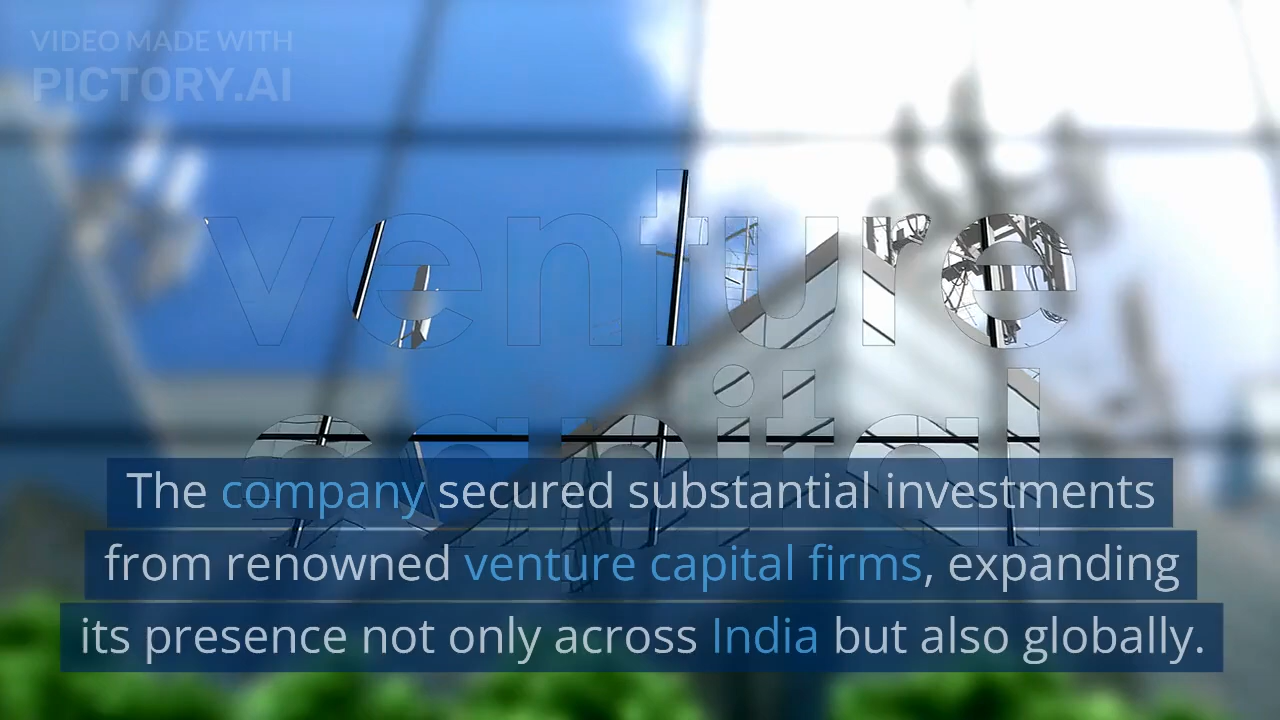 VIDEO MADE WITH
PICTORY.AI
venture
capital
The company secured substantial investments
from renowned venture capital firms, expanding
its presence not only across India but also globally.